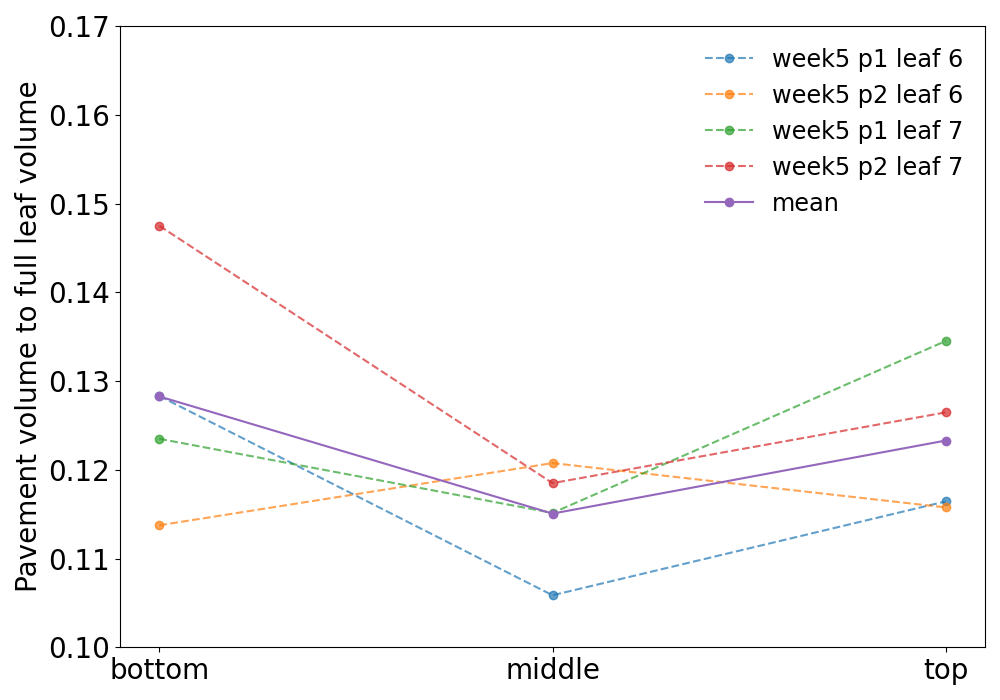 Pavement volume to full leaf volume
0.17
0.16
0.15
0.14
0.13
0.12
0.11
0.10
bottom
middle
top
week5 p1 leaf 6
week5 p2 leaf 6
week5 p1 leaf 7
week5 p2 leaf 7
mean